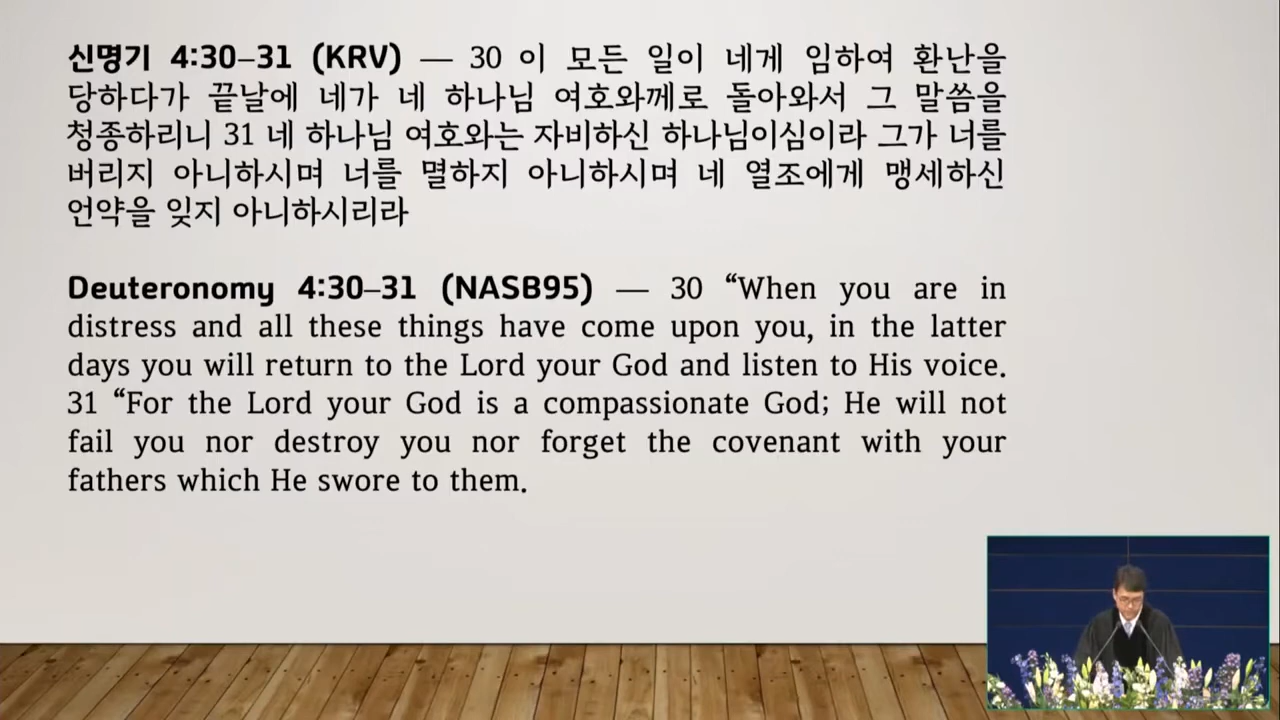 신명기 4:30–31 (KRV) — 30 이 모든 일이 네게 임하여 환난을
당하다가 끝날에 네가 네 하나님 여호와께로 돌아와서 그 말씀을
청종하리니 31 네 하나님 여호와는 자비하신 하나님이심이라 그가 너를
버리지 아니하시며 너를 멸하지 아니하시며 네 열조에게 맹세하신
언약을 잊지 아니하시리라
Deuteronomy 4:30–31 (NASB95) — 30 “When you are in
distress and all these things have come upon you, in the latter
days you will return to the Lord your God and listen to His voice.
31 “For the Lord your God is a compassionate God; He will not
fail you nor destroy you nor forget the covenant with your
fathers which He swore to them.